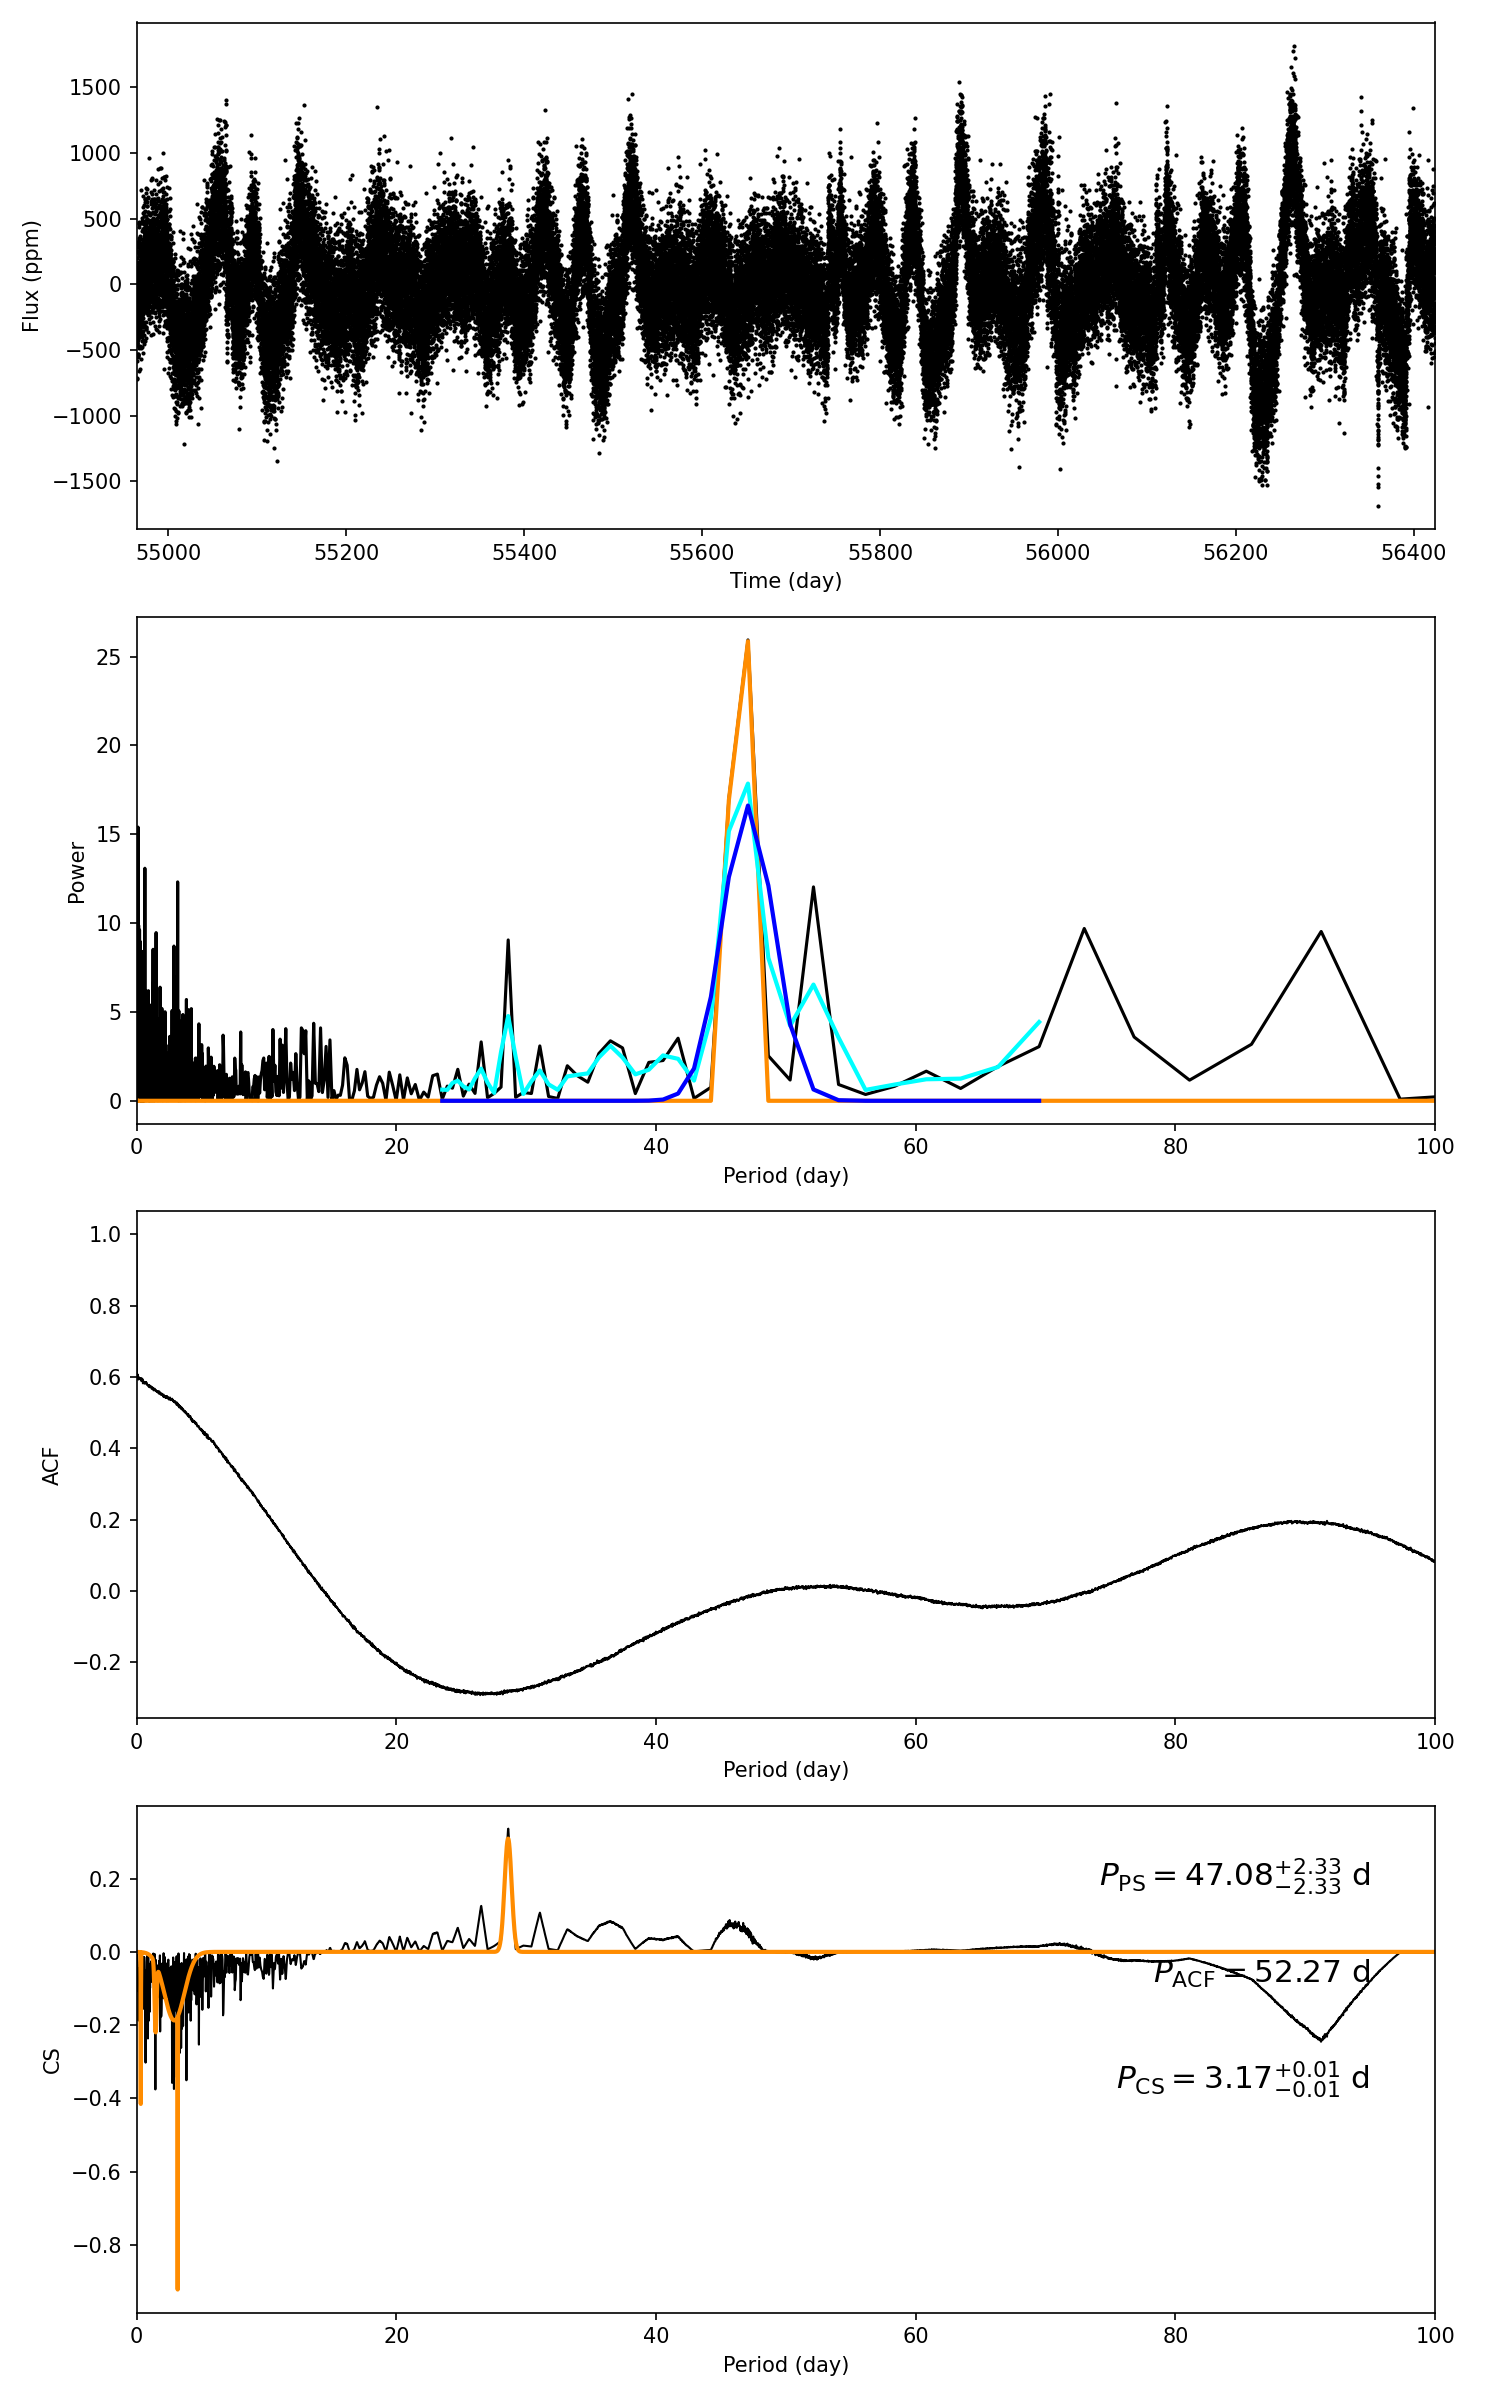 1500
1000
500
0
−500
−1000
−1500
Flux (ppm)
55000 55200 55400 55600 55800 56000 56200 56400
Time (day)
25
20
15
10
5
0
Power
0 20 40 60 80 100
Period (day)
1.0
0.8
0.6
0.4
0.2
0.0
−0.2
ACF
0 20 40 60 80 100
Period (day)
0.2
0.0
−0.2
−0.4
−0.6
−0.8
CS
P_PS = 47.08^{+2.33}_{−2.33} d
P_ACF = 52.27 d
P_CS = 3.17^{+0.01}_{−0.01} d
0 20 40 60 80 100
Period (day)